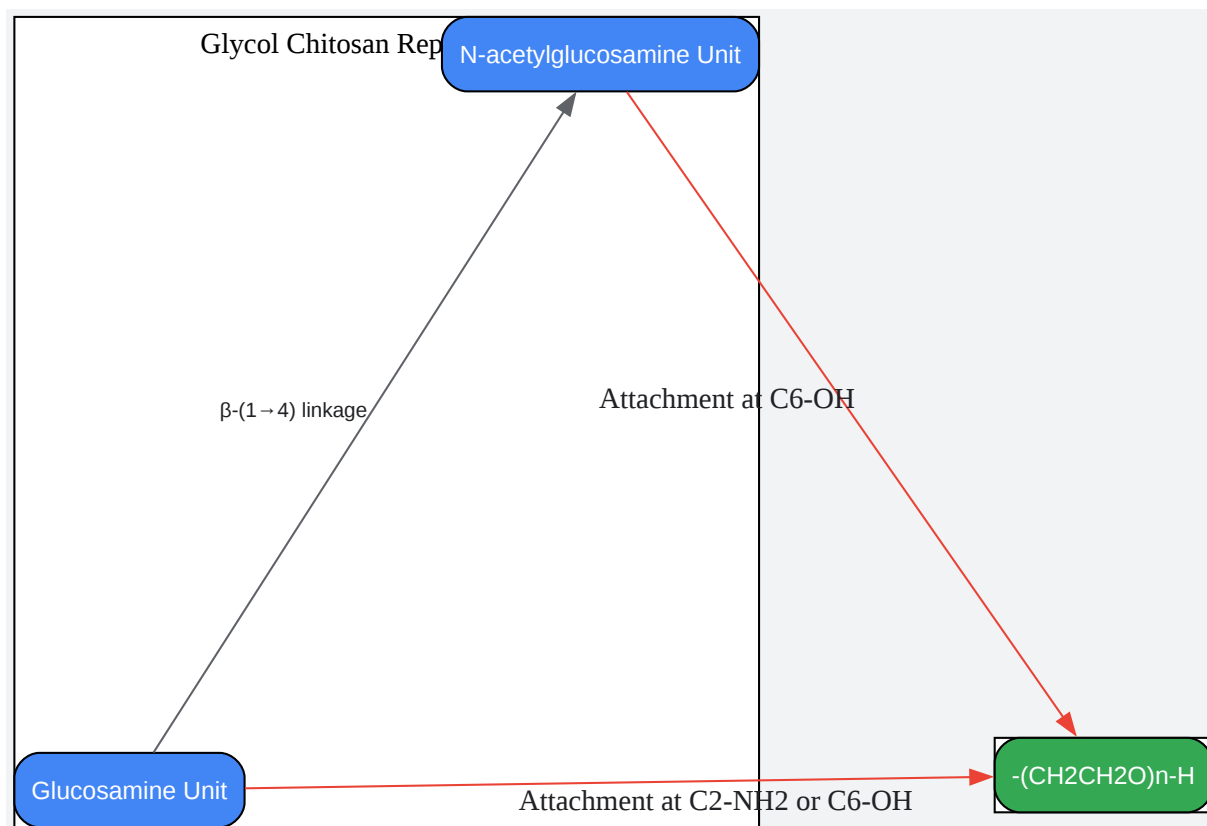 Glycol Chitosan Rep
N-acetylglucosamine Unit
β-(1→4) linkage
Attachment at C6-OH
Glucosamine Unit
-(CH2CH2O)n-H
Attachment at C2-NH2 or C6-OH